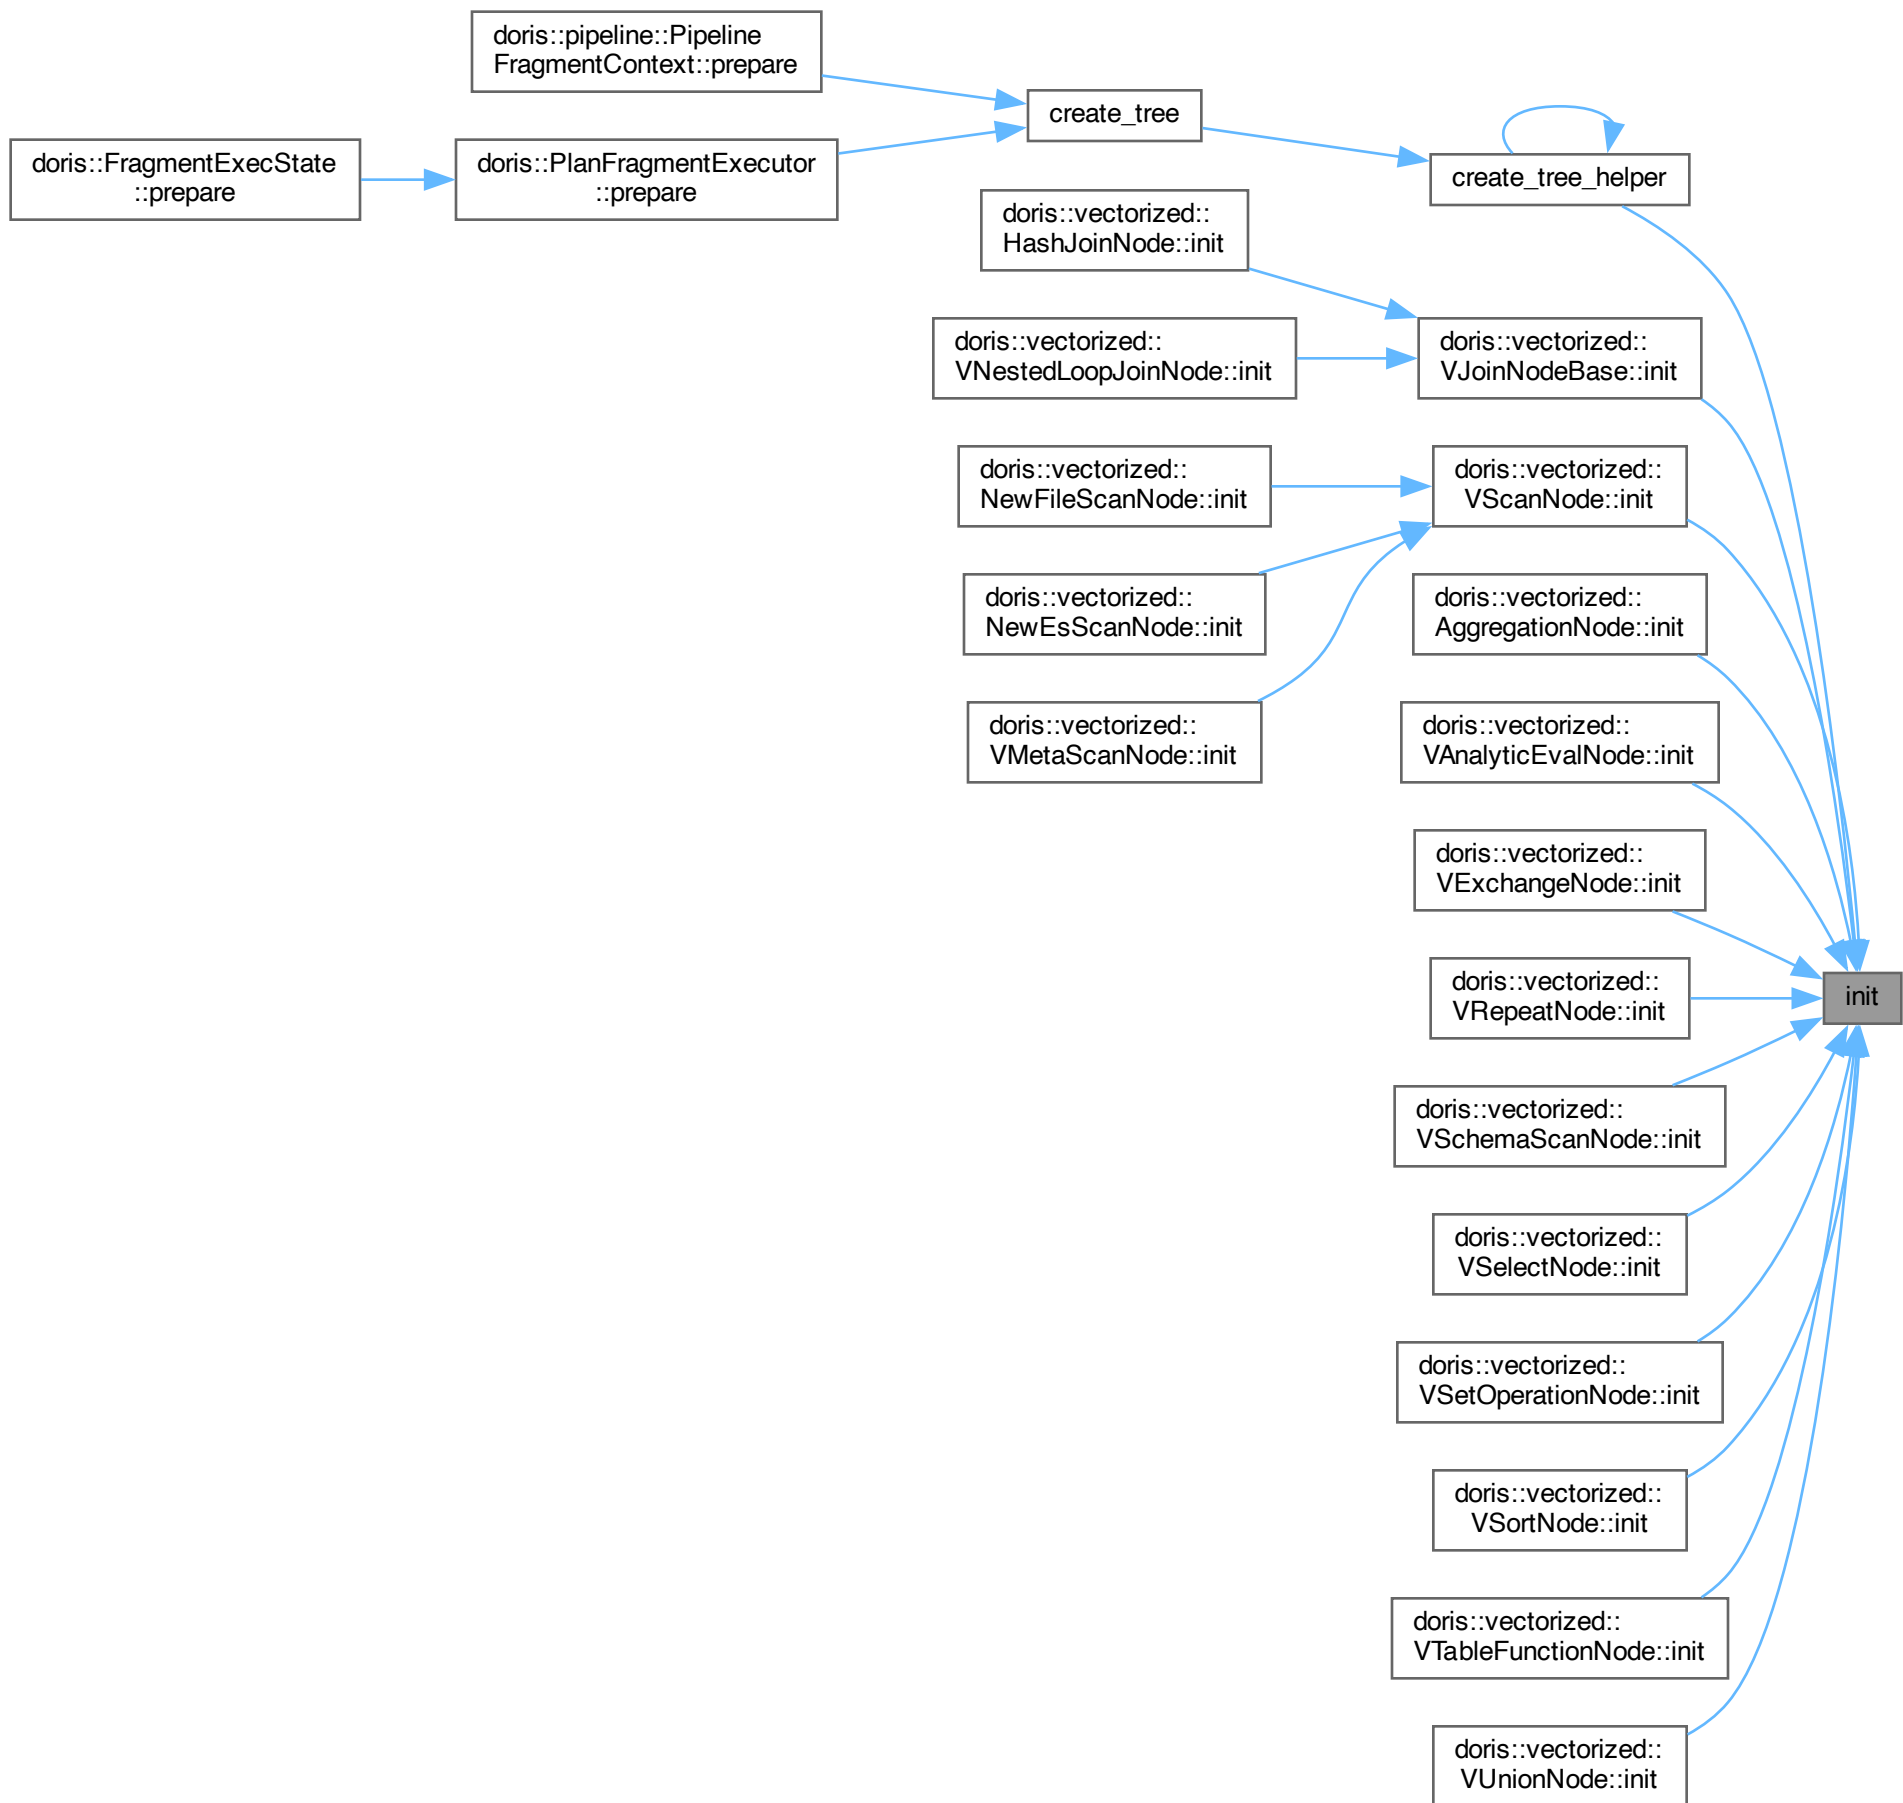 doris::pipeline::Pipeline
FragmentContext::prepare
create_tree
doris::FragmentExecState
::prepare
doris::PlanFragmentExecutor
::prepare
create_tree_helper
doris::vectorized::
HashJoinNode::init
doris::vectorized::
VNestedLoopJoinNode::init
doris::vectorized::
VJoinNodeBase::init
doris::vectorized::
NewFileScanNode::init
doris::vectorized::
VScanNode::init
doris::vectorized::
NewEsScanNode::init
doris::vectorized::
AggregationNode::init
doris::vectorized::
VMetaScanNode::init
doris::vectorized::
VAnalyticEvalNode::init
doris::vectorized::
VExchangeNode::init
init
doris::vectorized::
VRepeatNode::init
doris::vectorized::
VSchemaScanNode::init
doris::vectorized::
VSelectNode::init
doris::vectorized::
VSetOperationNode::init
doris::vectorized::
VSortNode::init
doris::vectorized::
VTableFunctionNode::init
doris::vectorized::
VUnionNode::init